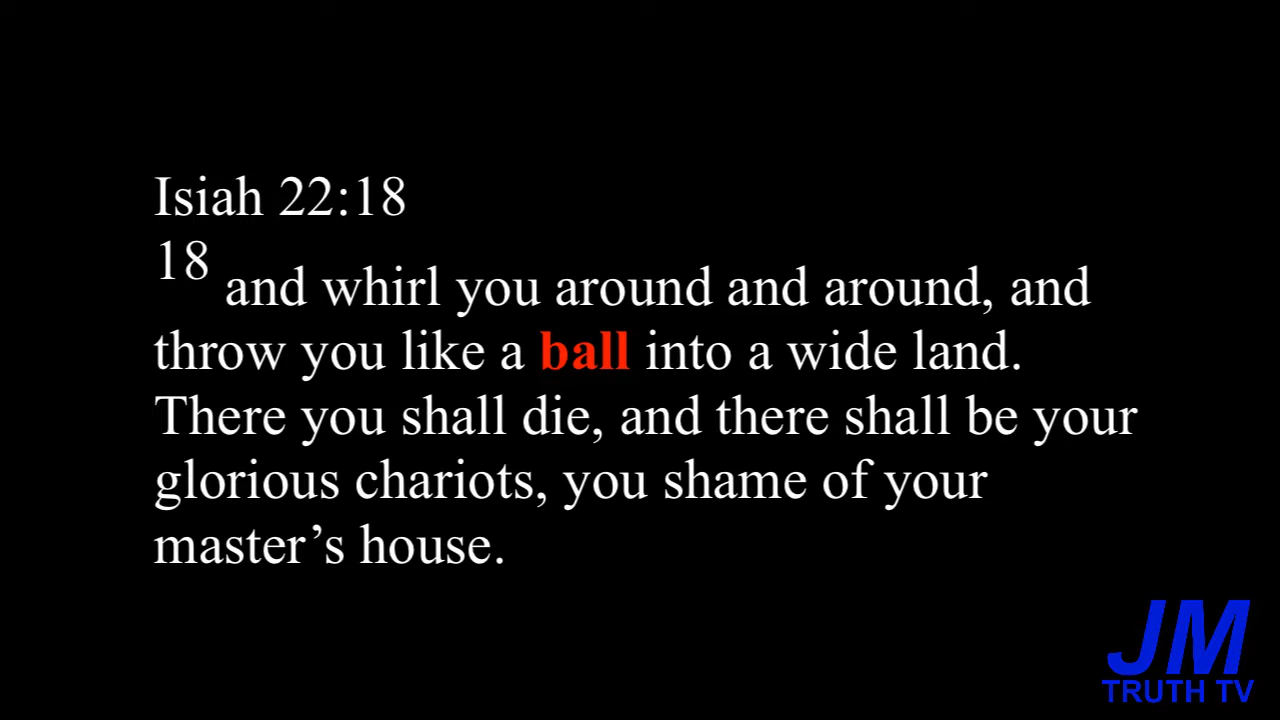 Isiah 22:18
18 and whirl you around and around, and
throw you like a ball into a wide land.
There you shall die, and there shall be your
glorious chariots, you shame of your
master’s house.
JM
TRUTH TV